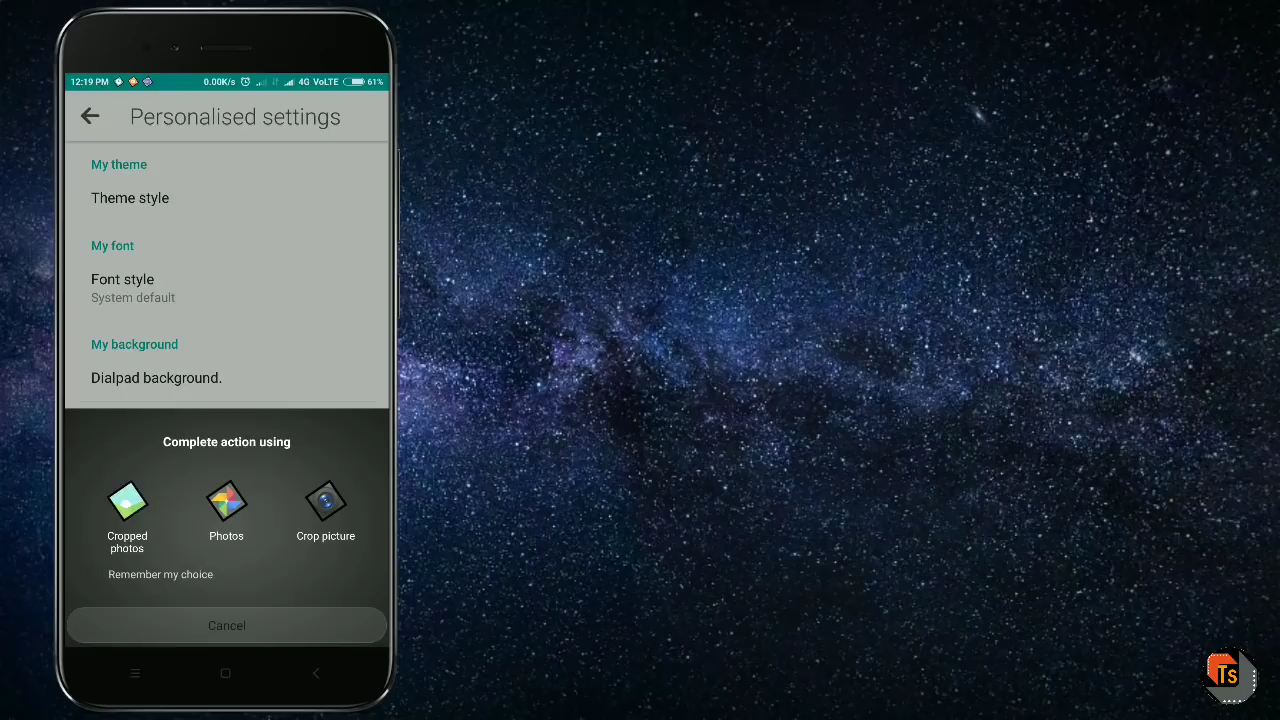 12:19 PM 0.00K/s 4G VoLTE 61%
Personalised settings
My theme
Theme style
My font
Font style
System default
My background
Dialpad background.
Complete action using
Cropped photos
Photos
Crop picture
Remember my choice
Cancel
Ts